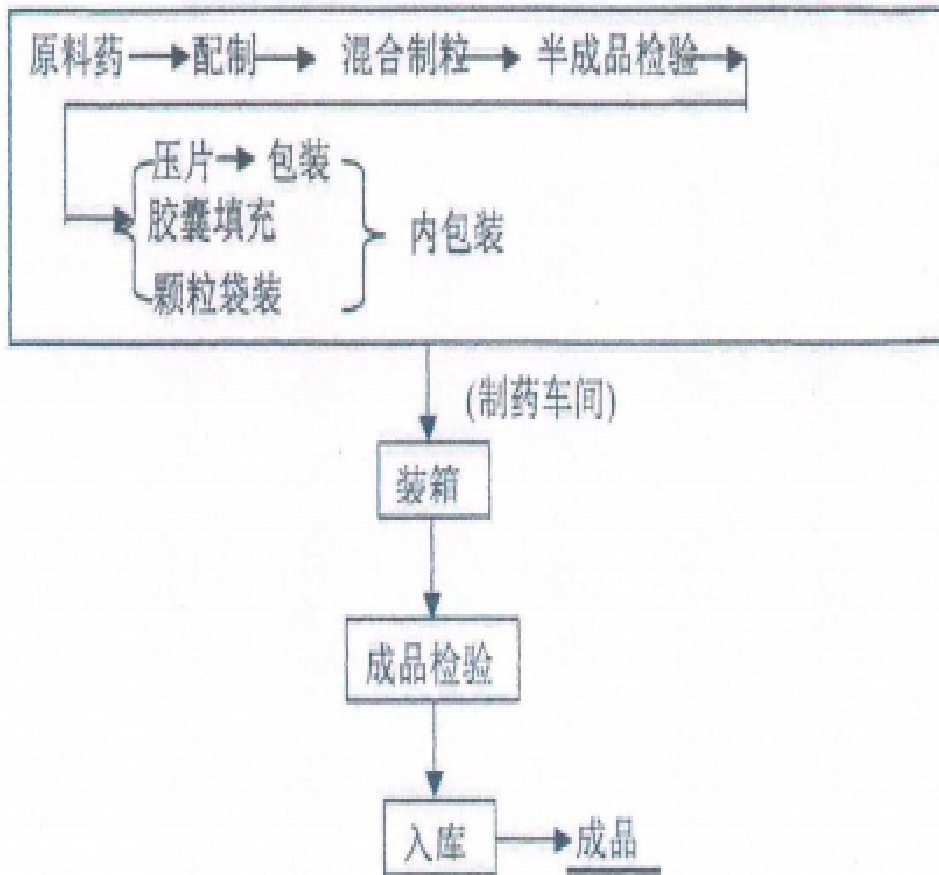 原料药 配制 混合制粒 半成品检验
压片 包装
胶囊填充
内包装
颗粒袋装
(制药车间)
装箱
成品检验
入库 成品